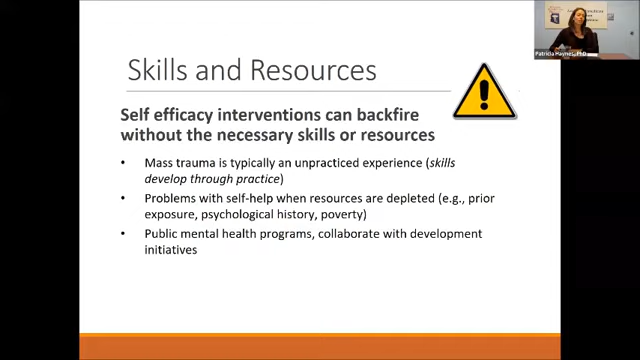 Skills and Resources
Self efficacy interventions can backfire
without the necessary skills or resources
• Mass trauma is typically an unpracticed experience (skills
develop through practice)
• Problems with self-help when resources are depleted (e.g., prior
exposure, psychological history, poverty)
• Public mental health programs, collaborate with development
initiatives
Patricia Haynes, PhD